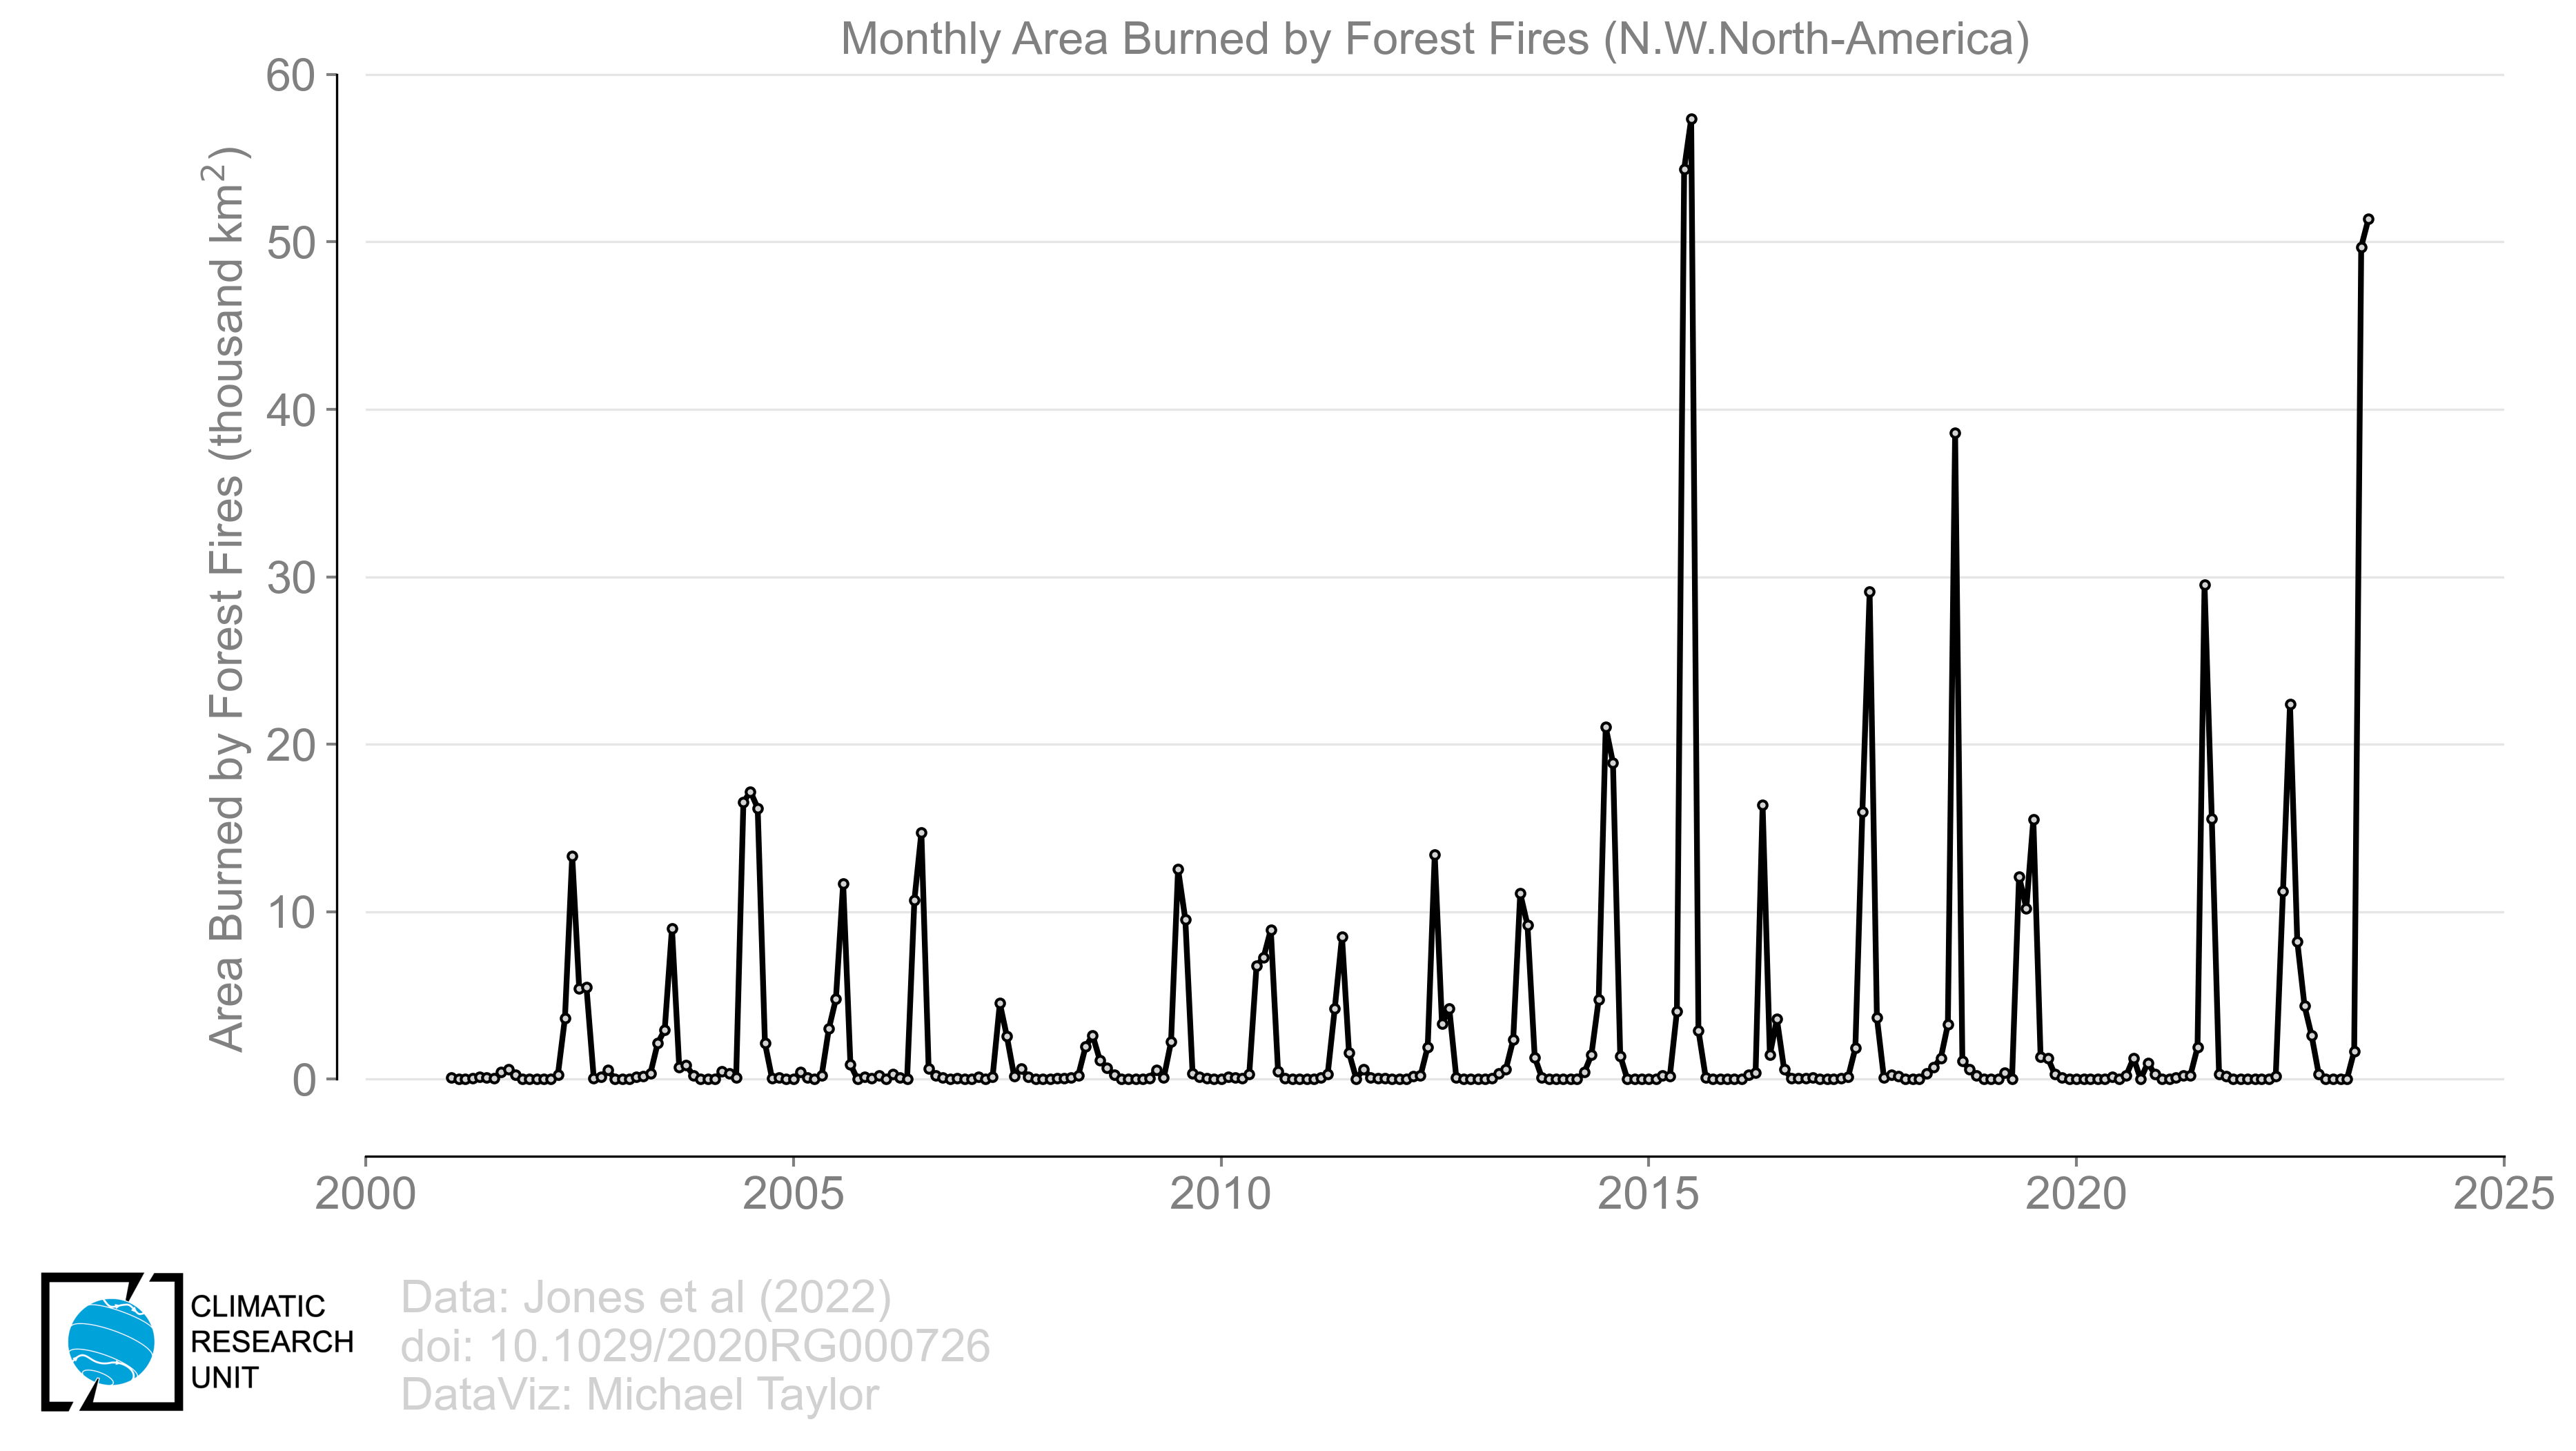 Monthly Area Burned by Forest Fires (N.W.North-America)
Area Burned by Forest Fires (thousand km²)
60
50
40
30
20
10
0
2000
2005
2010
2015
2020
2025
CLIMATIC
RESEARCH
UNIT
Data: Jones et al (2022)
doi: 10.1029/2020RG000726
DataViz: Michael Taylor